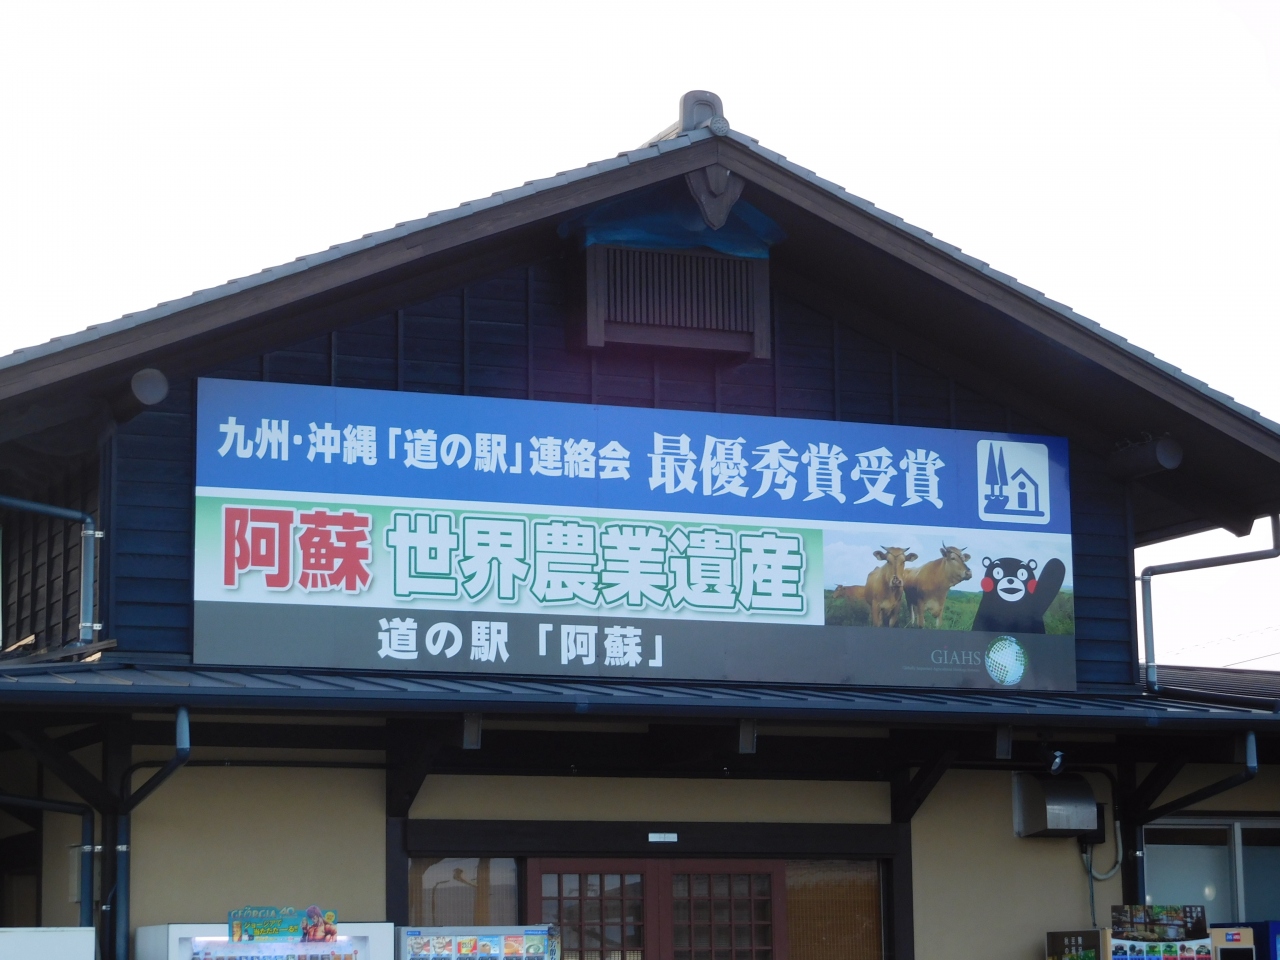 九州・沖縄「道の駅」連絡会 最優秀賞受賞
阿蘇 世界農業遺産
道の駅「阿蘇」
GIAHS
GEORGIA